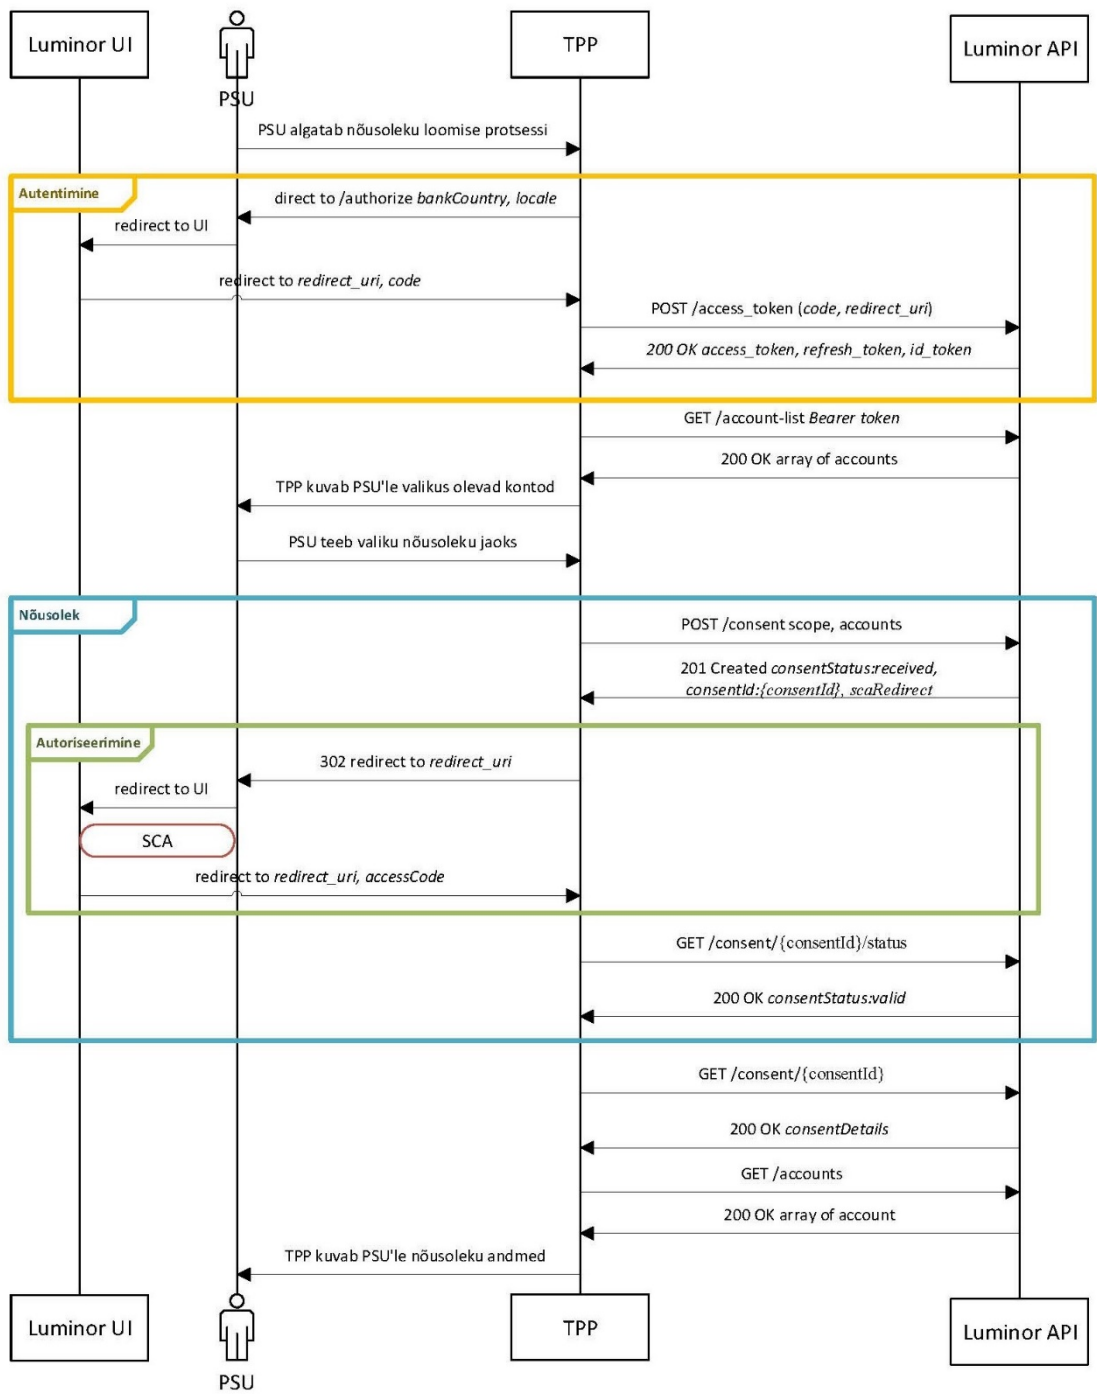 Luminor UI
TPP
Luminor API
PSU
PSU algatab nõusoleku loomise protsessi
Autentimine
direct to /authorize bankCountry, locale
redirect to UI
redirect to redirect_uri, code
POST /access_token (code, redirect_uri)
200 OK access_token, refresh_token, id_token
GET /account-list Bearer token
200 OK array of accounts
TPP kuvab PSU'le valikus olevad kontod
PSU teeb valiku nõusoleku jaoks
Nõusolek
POST /consent scope, accounts
201 Created consentStatus:received,
consentId:{consentId}, scaRedirect
Autoriseerimine
302 redirect to redirect_uri
redirect to UI
SCA
redirect to redirect_uri, accessCode
GET /consent/{consentId}/status
200 OK consentStatus:valid
GET /consent/{consentId}
200 OK consentDetails
GET /accounts
200 OK array of account
TPP kuvab PSU'le nõusoleku andmed
Luminor UI
TPP
Luminor API
PSU